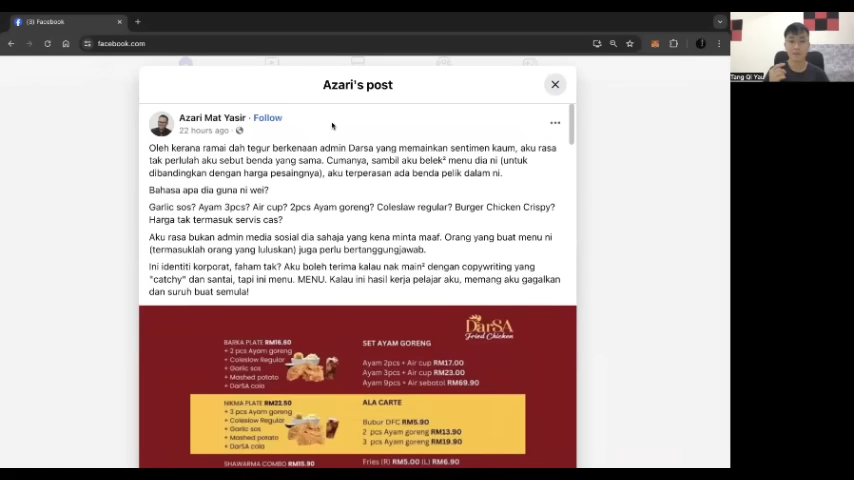 (3) Facebook
facebook.com
Tang Qi Yau
Azari's post
Azari Mat Yasir · Follow
22 hours ago ·
Oleh kerana ramai dah tegur berkenaan admin Darsa yang memainkan sentimen kaum, aku rasa
tak perlulah aku sebut benda yang sama. Cumanya, sambil aku belek² menu dia ni (untuk
dibandingkan dengan harga pesaingnya), aku terperasan ada benda pelik dalam ni.
Bahasa apa dia guna ni wei?
Garlic sos? Ayam 3pcs? Air cup? 2pcs Ayam goreng? Coleslaw regular? Burger Chicken Crispy?
Harga tak termasuk servis cas?
Aku rasa bukan admin media sosial dia sahaja yang kena minta maaf. Orang yang buat menu ni
(termasuklah orang yang luluskan) juga perlu bertanggungjawab.
Ini identiti korporat, faham tak? Aku boleh terima kalau nak main² dengan copywriting yang
"catchy" dan santai, tapi ini menu. MENU. Kalau ini hasil kerja pelajar aku, memang aku gagalkan
dan suruh buat semula!
DarSA
Fried Chicken
BARKA PLATE RM16.80
+ 2 pcs Ayam goreng
+ Coleslaw Regular
+ Garlic sos
+ Mashed potato
+ DarSA cola
SET AYAM GORENG
Ayam 2pcs + Air cup RM17.00
Ayam 3pcs + Air cup RM23.00
Ayam 9pcs + Air sebotol RM69.90
NIKMA PLATE RM22.50
+ 3 pcs Ayam goreng
+ Coleslaw Regular
+ Garlic sos
+ Mashed potato
+ DarSA cola
ALA CARTE
Bubur DFC RM5.90
2 pcs Ayam goreng RM13.90
3 pcs Ayam goreng RM19.90
SHAWARMA COMBO RM15.90
Fries (R) RM5.00 (L) RM6.90